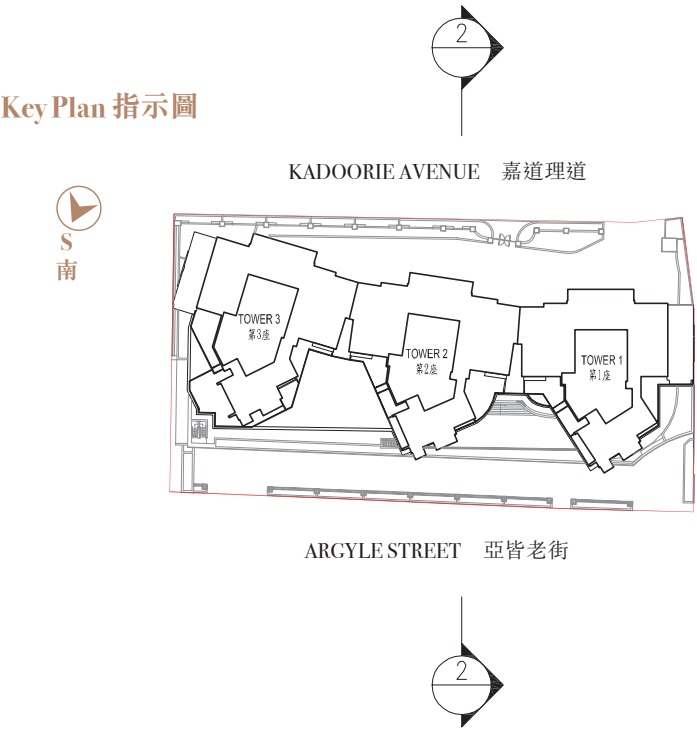 2
Key Plan 指示圖
KADOORIE AVENUE 嘉道理道
S
南
TOWER 3
第3座
TOWER 2
第2座
TOWER 1
第1座
ARGYLE STREET 亞皆老街
2